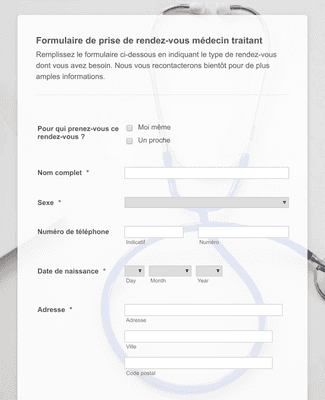 Formulaire de prise de rendez-vous médecin traitant
Remplissez le formulaire ci-dessous en indiquant le type de rendez-vous
dont vous avez besoin. Nous vous recontacterons bientôt pour de plus
amples informations.
Pour qui prenez-vous ce
rendez-vous ?
Moi même
Un proche
Nom complet *
Sexe *
Numéro de téléphone
Indicatif
Numéro
Date de naissance *
Day
Month
Year
Adresse *
Adresse
Ville
Code postal